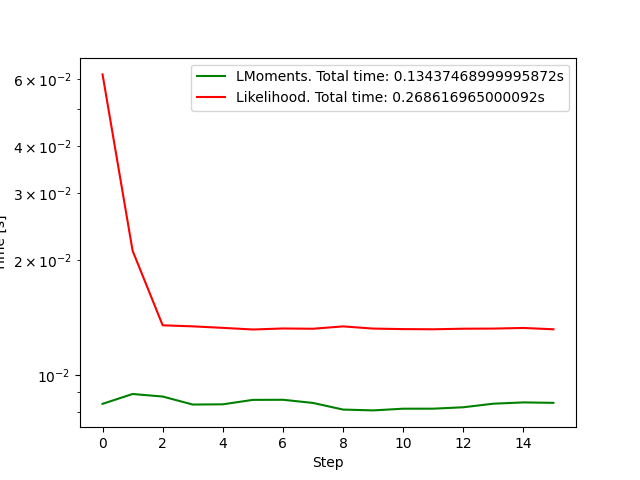 LMoments. Total time: 0.13437468999995872s
Likelihood. Total time: 0.268616965000092s
6 × 10⁻²
4 × 10⁻²
3 × 10⁻²
2 × 10⁻²
10⁻²
0 2 4 6 8 10 12 14
Step